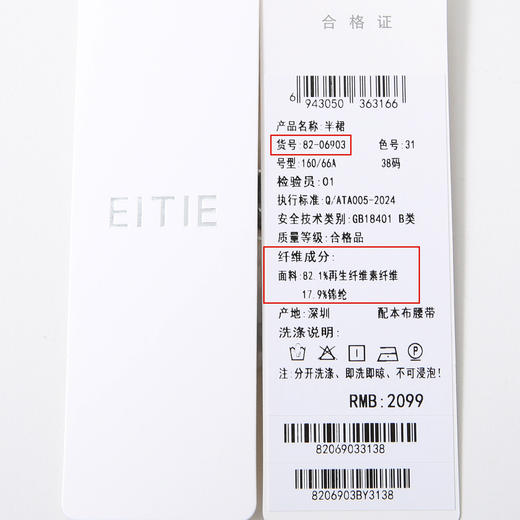 EITIE
合格证
6 943050 363166
产品名称:半裙
货号:82-06903 色号:31
号型:160/66A 38码
检验员:01
执行标准:Q/ATA005-2024
安全技术类别:GB18401 B类
质量等级:合格品
纤维成分:
面料:82.1%再生纤维素纤维
17.9%锦纶
产地:深圳 配本布腰带
洗涤说明:
P
注:分开洗涤、即洗即晾、不可浸泡!
RMB:2099
82069033138
8206903BY3138